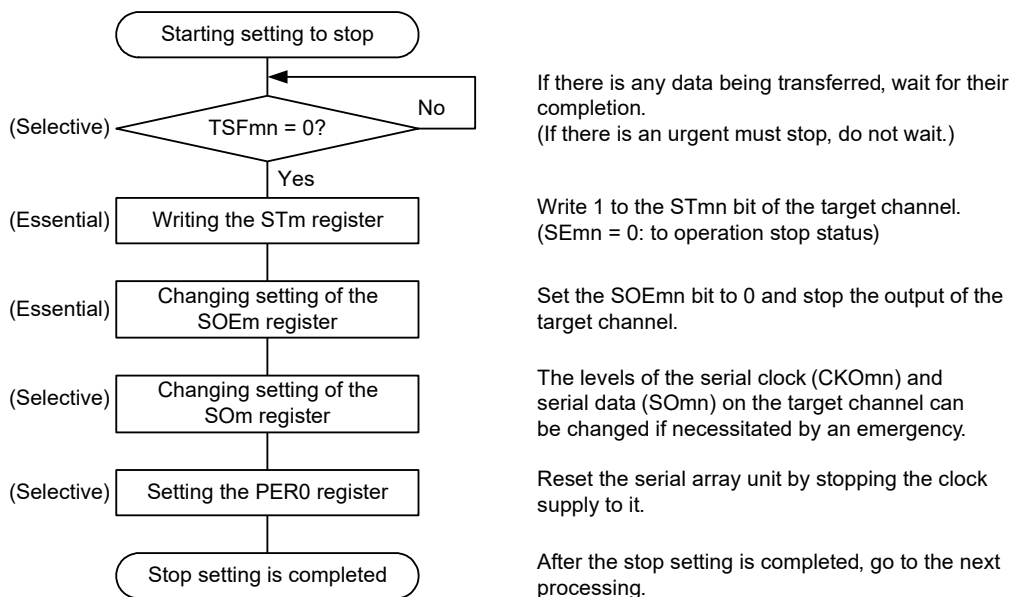 Starting setting to stop
If there is any data being transferred, wait for their
completion.
(If there is an urgent must stop, do not wait.)
(Selective)
TSFmn = 0?
No
Yes
(Essential)
Writing the STm register
Write 1 to the STmn bit of the target channel.
(SEmn = 0: to operation stop status)
(Essential)
Changing setting of the
SOEm register
Set the SOEmn bit to 0 and stop the output of the
target channel.
(Selective)
Changing setting of the
SOm register
The levels of the serial clock (CKOmn) and
serial data (SOmn) on the target channel can
be changed if necessitated by an emergency.
(Selective)
Setting the PER0 register
Reset the serial array unit by stopping the clock
supply to it.
Stop setting is completed
After the stop setting is completed, go to the next
processing.